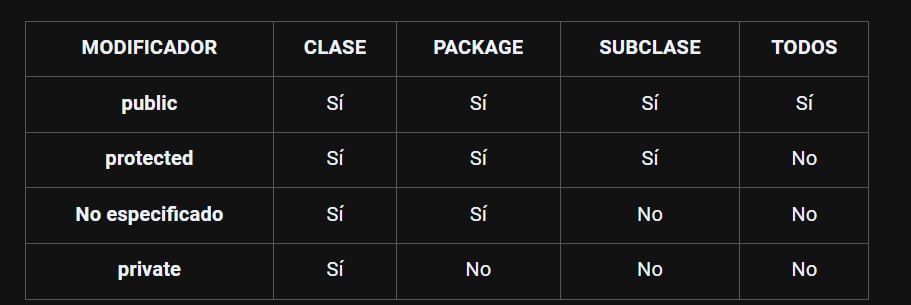 MODIFICADOR CLASE PACKAGE SUBCLASE TODOS
public Sí Sí Sí Sí
protected Sí Sí Sí No
No especificado Sí Sí No No
private Sí No No No